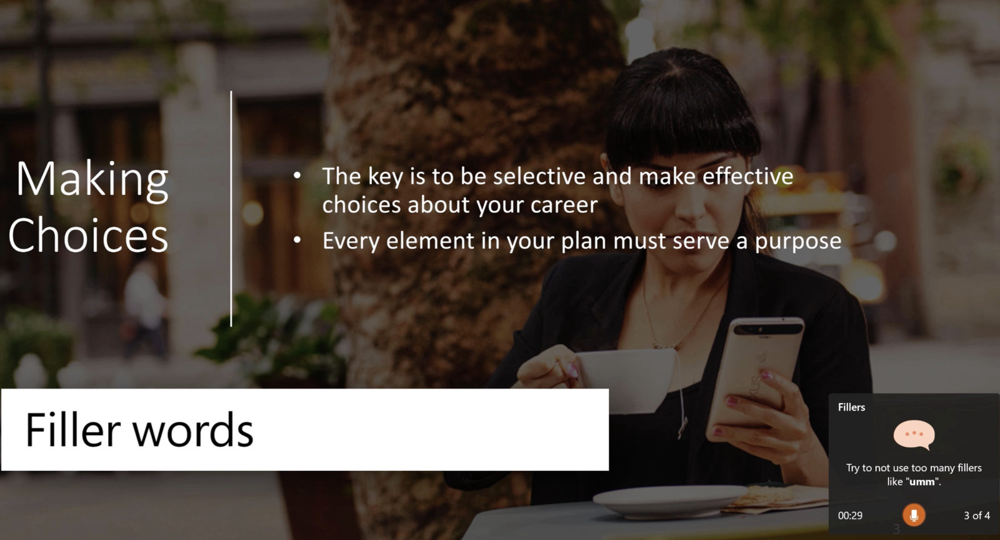 Making
Choices
• The key is to be selective and make effective
choices about your career
• Every element in your plan must serve a purpose
Filler words
Fillers
Try to not use too many fillers
like "umm".
00:29
3 of 4
3